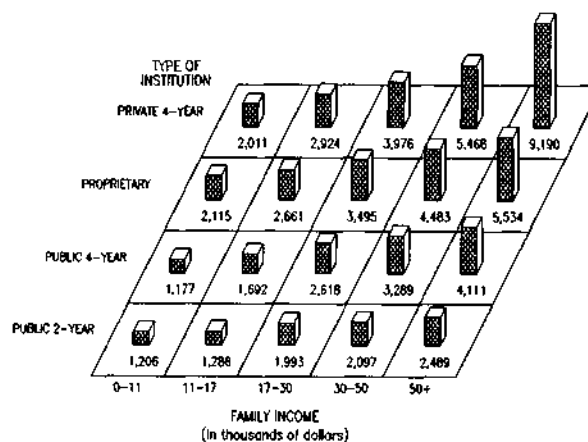 TYPE OF
INSTITUTION
PRIVATE 4-YEAR
2,011 2,924 3,976 5,468 9,190
PROPRIETARY
2,115 2,661 3,495 4,483 5,534
PUBLIC 4-YEAR
1,177 1,692 2,618 3,289 4,111
PUBLIC 2-YEAR
1,206 1,288 1,993 2,097 2,489
0-11 11-17 17-30 30-50 50+
FAMILY INCOME
(In thousands of dollars)